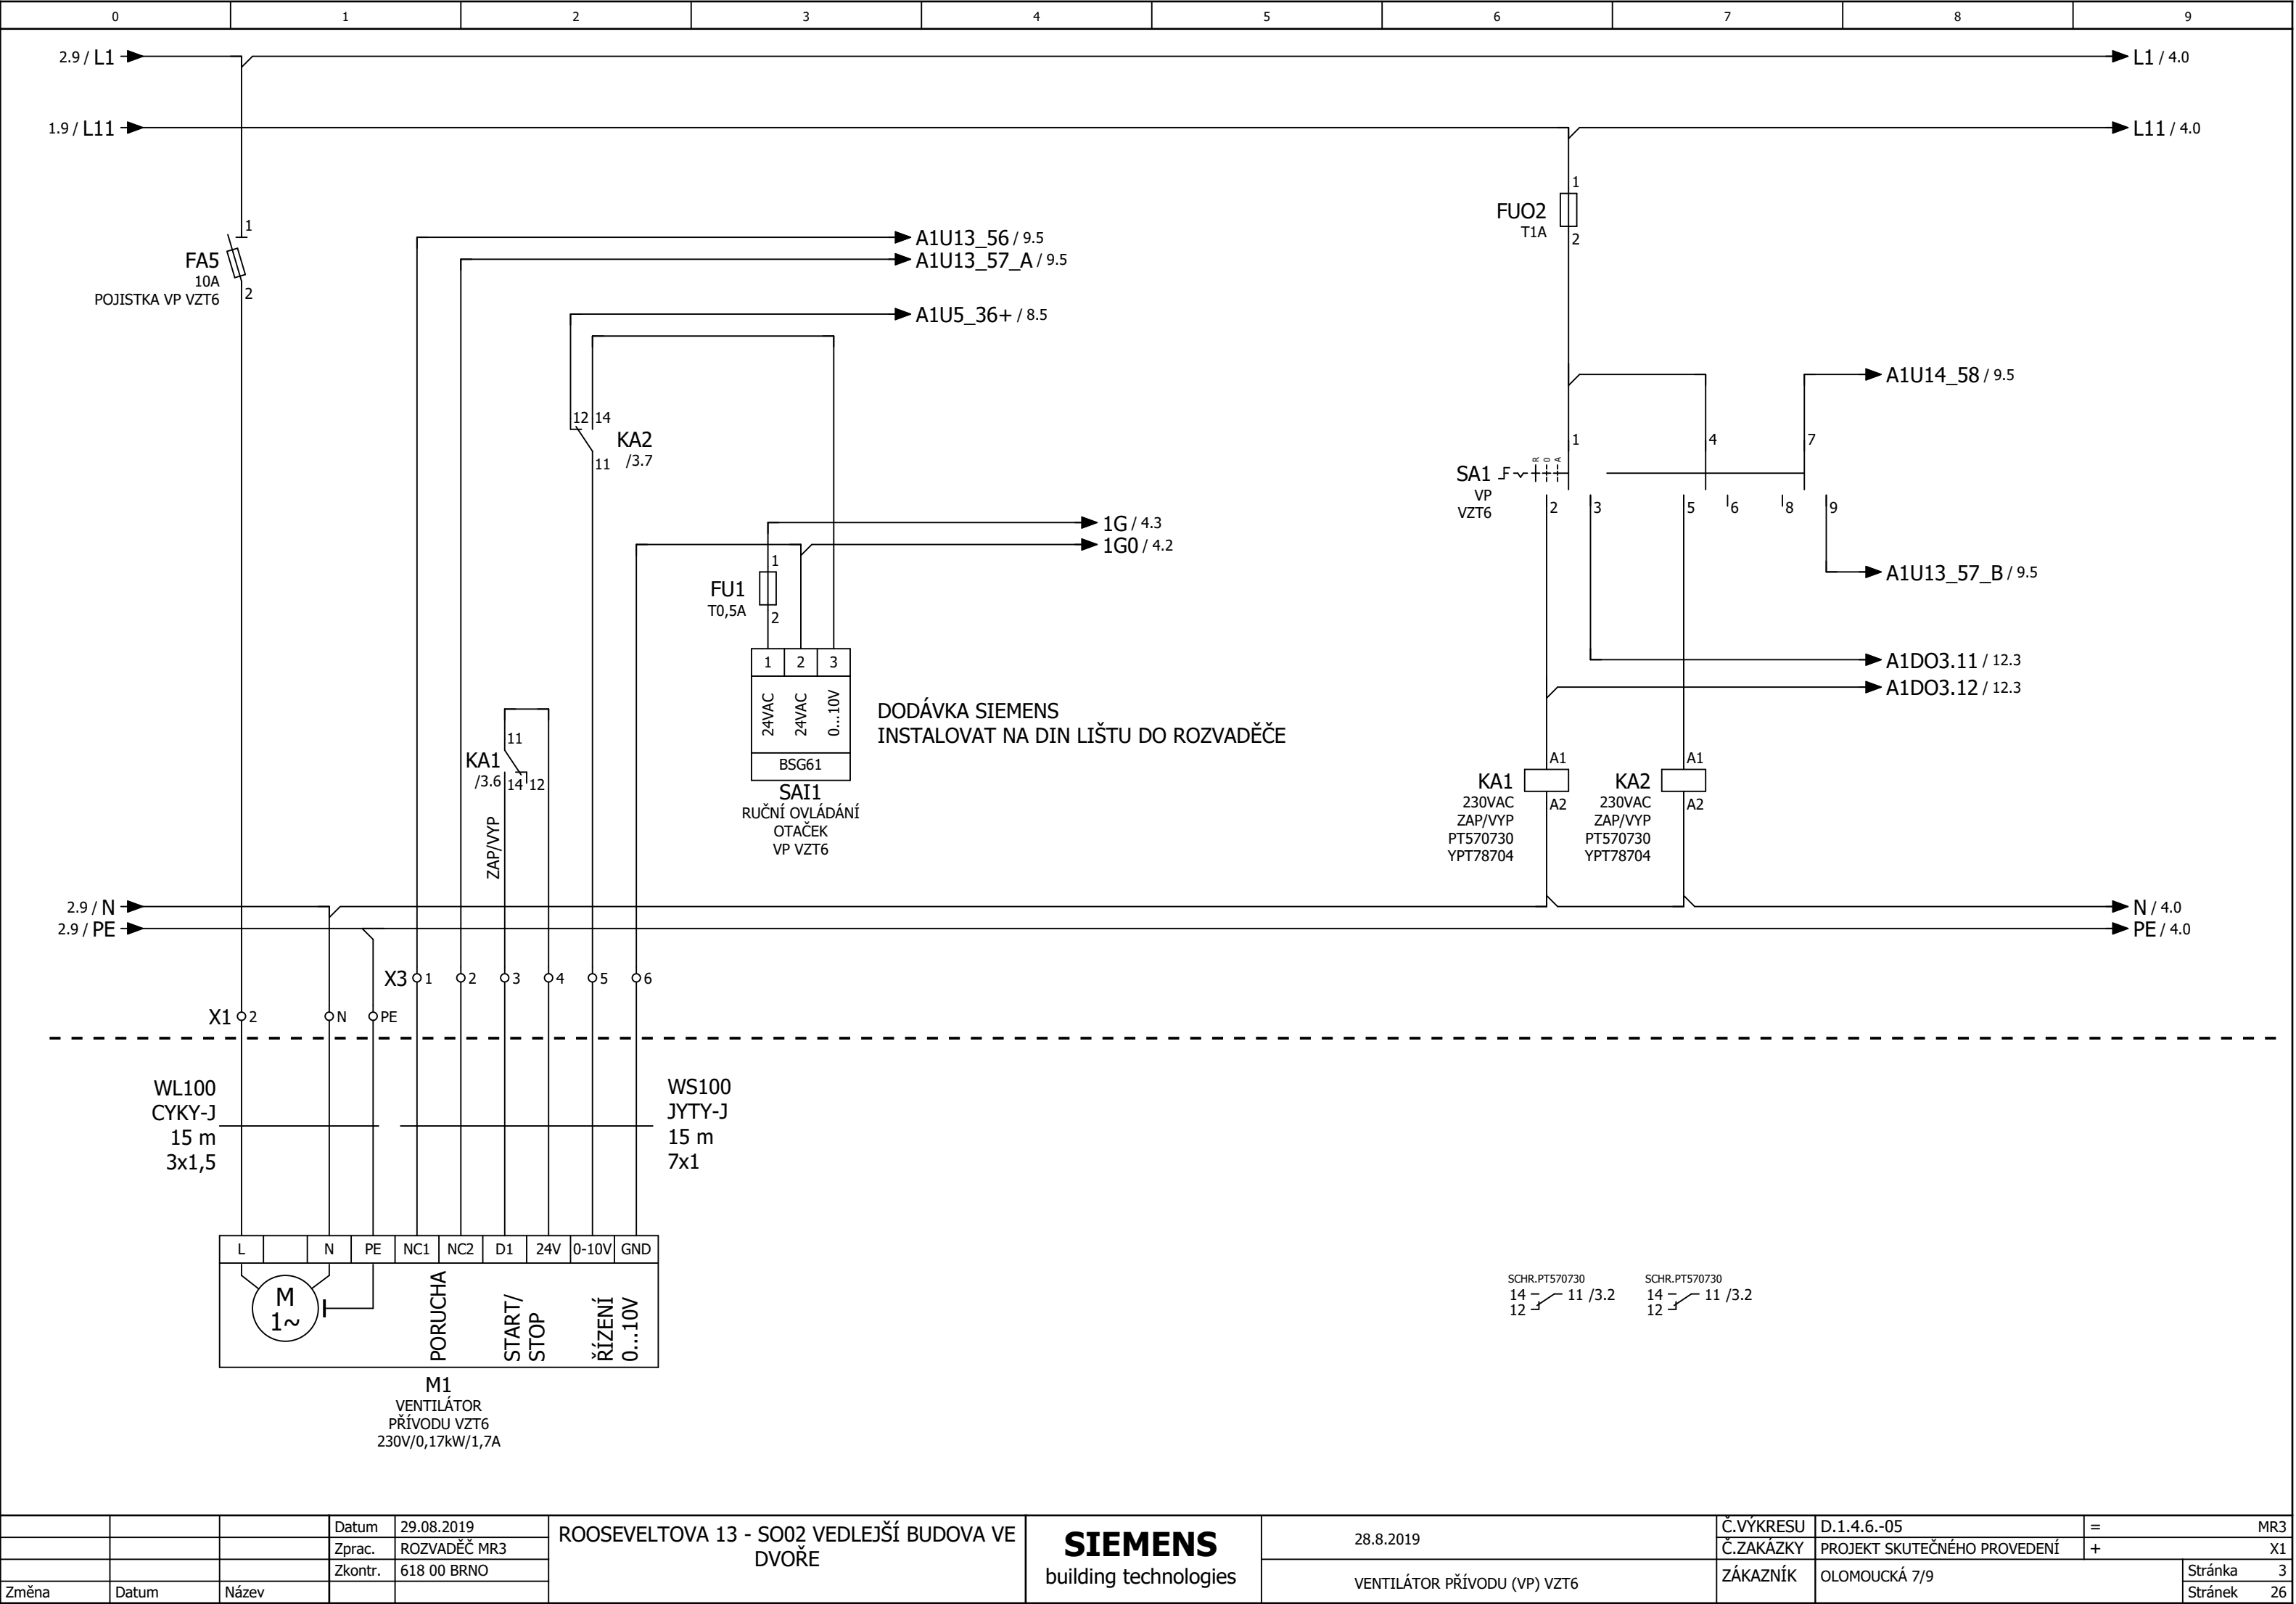 0 1 2 3 4 5 6 7 8 9
2.9 / L1
L1 / 4.0
1.9 / L11
L11 / 4.0
1
FUO2
T1A
2
1
FA5
10A
POJISTKA VP VZT6
2
A1U13_56 / 9.5
A1U13_57_A / 9.5
A1U5_36+ / 8.5
A1U14_58 / 9.5
12 14
KA2
/3.7
11
1 4 7
R 0 A
SA1
VP
VZT6
2 3 5 6 8 9
1G / 4.3
1G0 / 4.2
A1U13_57_B / 9.5
1
FU1
T0,5A
2
1 2 3
24VAC 24VAC 0...10V
BSG61
SAI1
RUČNÍ OVLÁDÁNÍ
OTAČEK
VP VZT6
DODÁVKA SIEMENS
INSTALOVAT NA DIN LIŠTU DO ROZVADĚČE
A1DO3.11 / 12.3
A1DO3.12 / 12.3
11
KA1
/3.6
14 12
ZAP/VYP
A1
KA1
230VAC
A2
ZAP/VYP
PT570730
YPT78704
A1
KA2
230VAC
A2
ZAP/VYP
PT570730
YPT78704
2.9 / N
N / 4.0
2.9 / PE
PE / 4.0
X3 1 2 3 4 5 6
X1 2 N PE
WL100
CYKY-J
15 m
3x1,5
WS100
JYTY-J
15 m
7x1
L N PE NC1 NC2 D1 24V 0-10V GND
M
1~
PORUCHA
START/
STOP
ŘÍZENÍ
0...10V
M1
VENTILÁTOR
PŘÍVODU VZT6
230V/0,17kW/1,7A
SCHR.PT570730
14 11 /3.2
12
SCHR.PT570730
14 11 /3.2
12
Datum 29.08.2019
Zprac. ROZVADĚČ MR3
Zkontr. 618 00 BRNO
Změna Datum Název
ROOSEVELTOVA 13 - SO02 VEDLEJŠÍ BUDOVA VE
DVOŘE
SIEMENS
building technologies
28.8.2019
VENTILÁTOR PŘÍVODU (VP) VZT6
Č.VÝKRESU D.1.4.6.-05 = MR3
Č.ZAKÁZKY PROJEKT SKUTEČNÉHO PROVEDENÍ + X1
ZÁKAZNÍK OLOMOUCKÁ 7/9
Stránka 3
Stránek 26